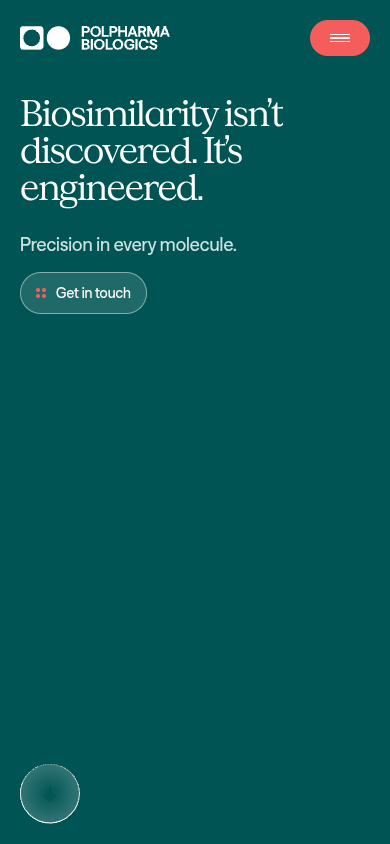 POLPHARMA
BIOLOGICS
Biosimilarity isn't
discovered. It's
engineered.
Precision in every molecule.
Get in touch